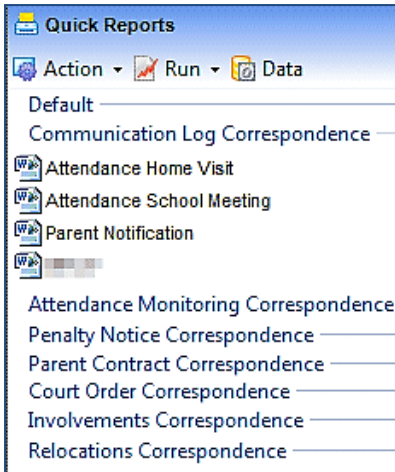 Quick Reports
Action Run Data
Default
Communication Log Correspondence
Attendance Home Visit
Attendance School Meeting
Parent Notification
Attendance Monitoring Correspondence
Penalty Notice Correspondence
Parent Contract Correspondence
Court Order Correspondence
Involvements Correspondence
Relocations Correspondence